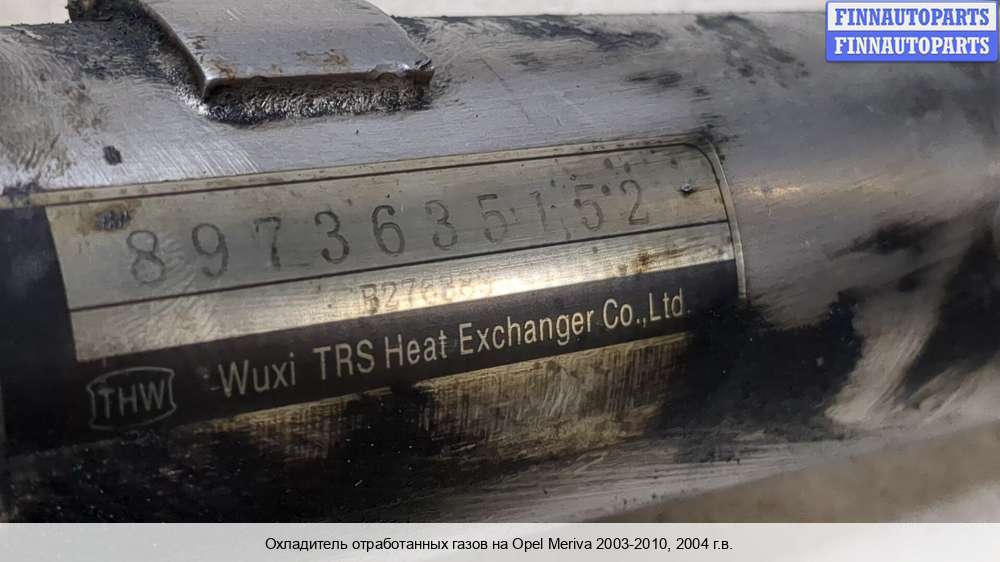 FINNAUTOPARTS
FINNAUTOPARTS
8973635152
THW
Wuxi TRS Heat Exchanger Co.,Ltd.
Охладитель отработанных газов на Opel Meriva 2003-2010, 2004 г.в.